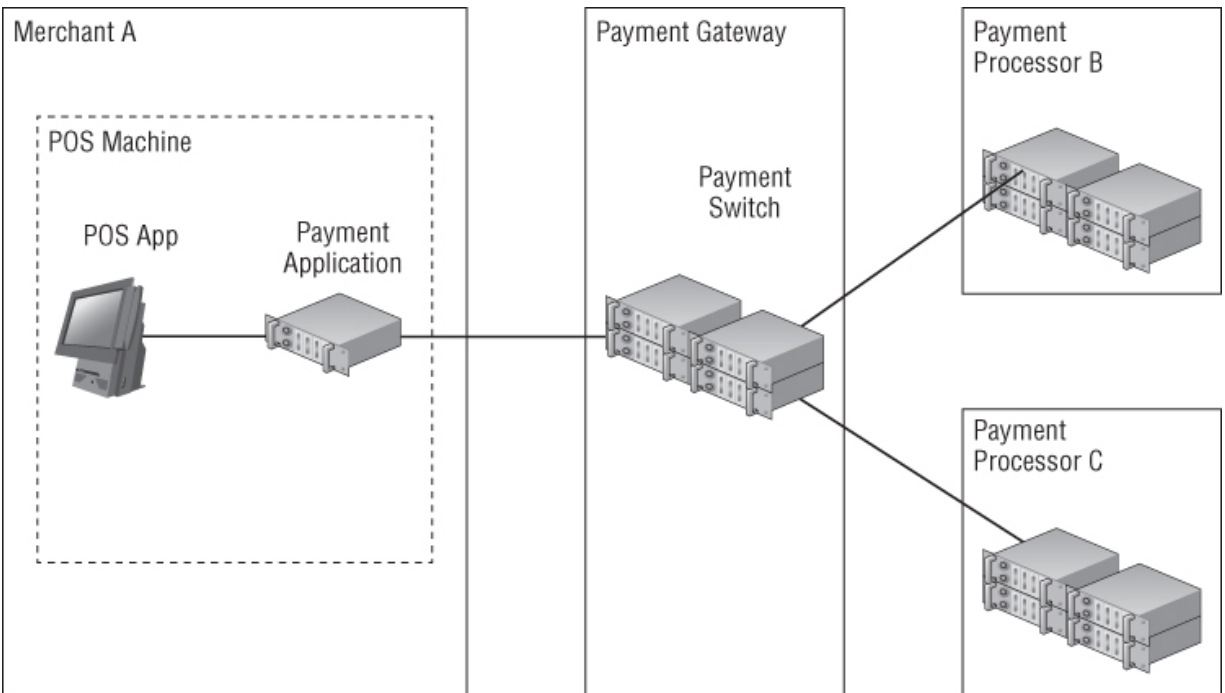 Merchant A
POS Machine
POS App
Payment
Application
Payment Gateway
Payment
Switch
Payment
Processor B
Payment
Processor C